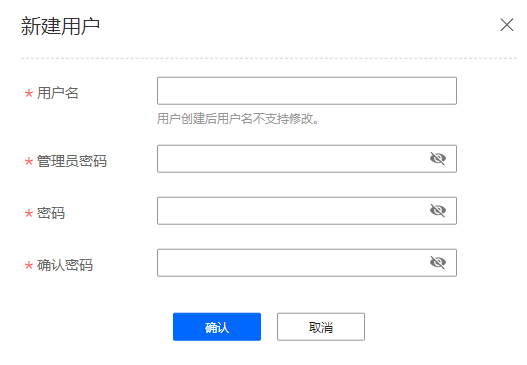 新建用户
* 用户名
用户创建后用户名不支持修改。
* 管理员密码
* 密码
* 确认密码
确认 取消